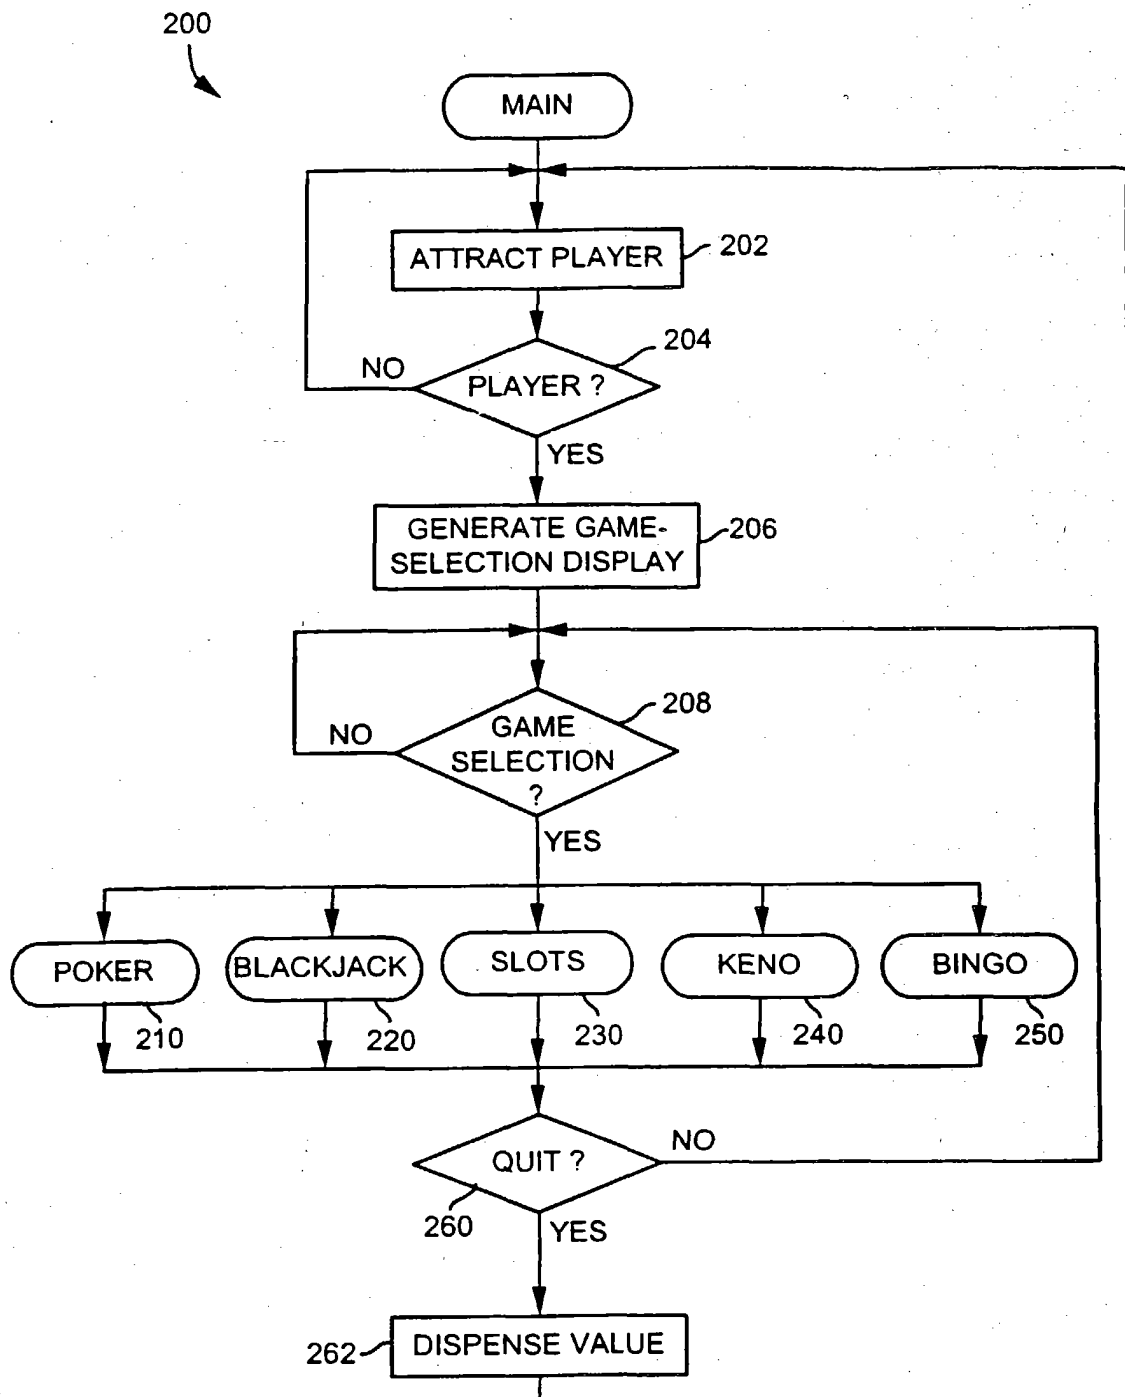 200
MAIN
ATTRACT PLAYER
202
204
PLAYER ?
NO
YES
GENERATE GAME-
SELECTION DISPLAY
206
208
GAME
SELECTION
?
NO
YES
POKER
BLACKJACK
SLOTS
KENO
BINGO
210
220
230
240
250
QUIT ?
NO
260
YES
DISPENSE VALUE
262